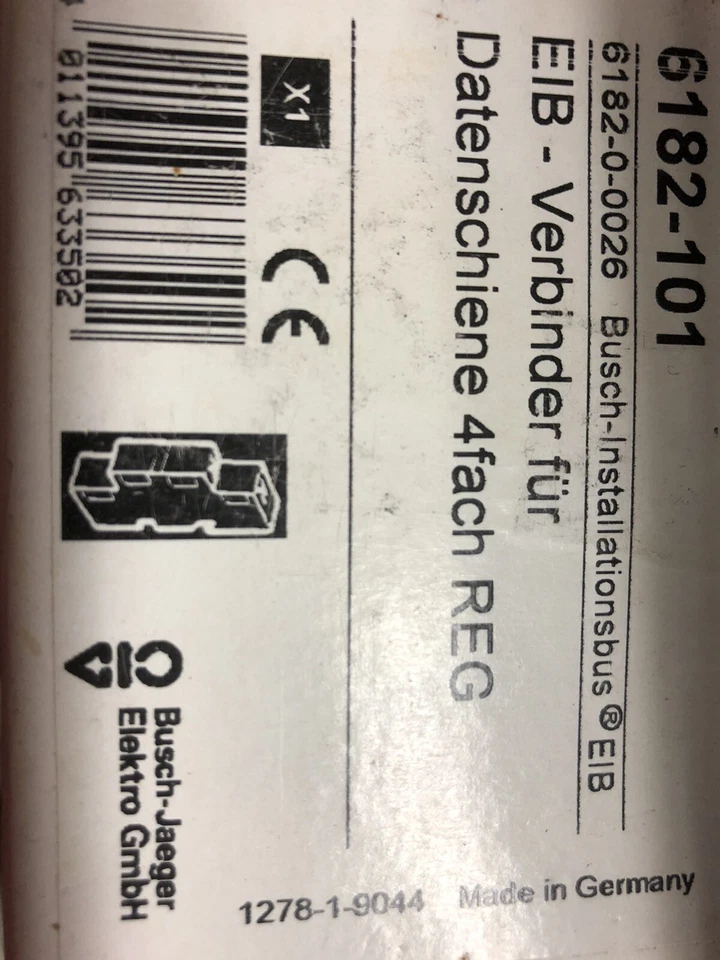 6182-101
6182-0-0026 Busch-Installationsbus® EIB
EIB - Verbinder für
Datenschiene 4fach REG
X1
CE
011395 633502
Busch-Jaeger
Elektro GmbH
1278-1-9044 Made in Germany